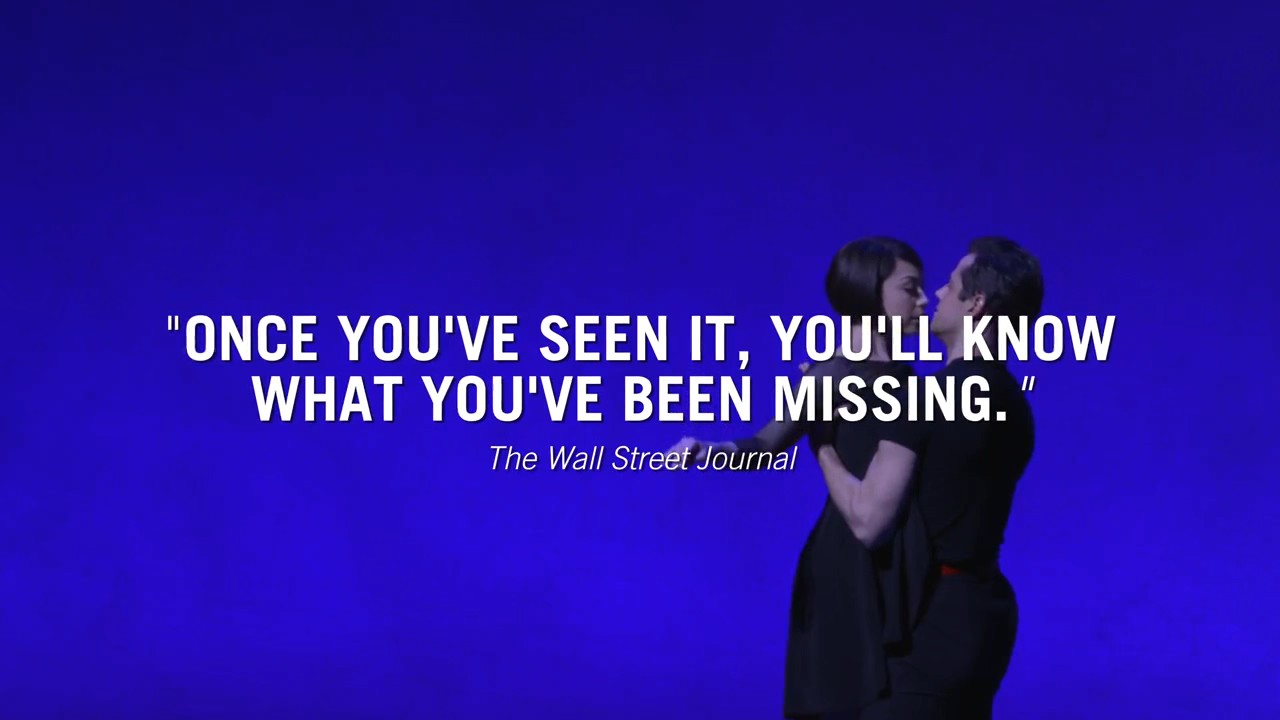 "ONCE YOU'VE SEEN IT, YOU'LL KNOW
WHAT YOU'VE BEEN MISSING. "
The Wall Street Journal